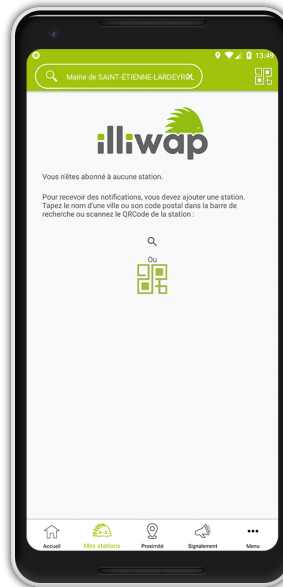 13:49
Mairie de SAINT-ÉTIENNE-LARDEYROL
illiwap
Vous n'êtes abonné à aucune station.
Pour recevoir des notifications, vous devez ajouter une station.
Tapez le nom d'une ville ou son code postal dans la barre de
recherche ou scannez le QRCode de la station :
Ou
A-Z
Accueil Mes stations Proximité Signalement Menu